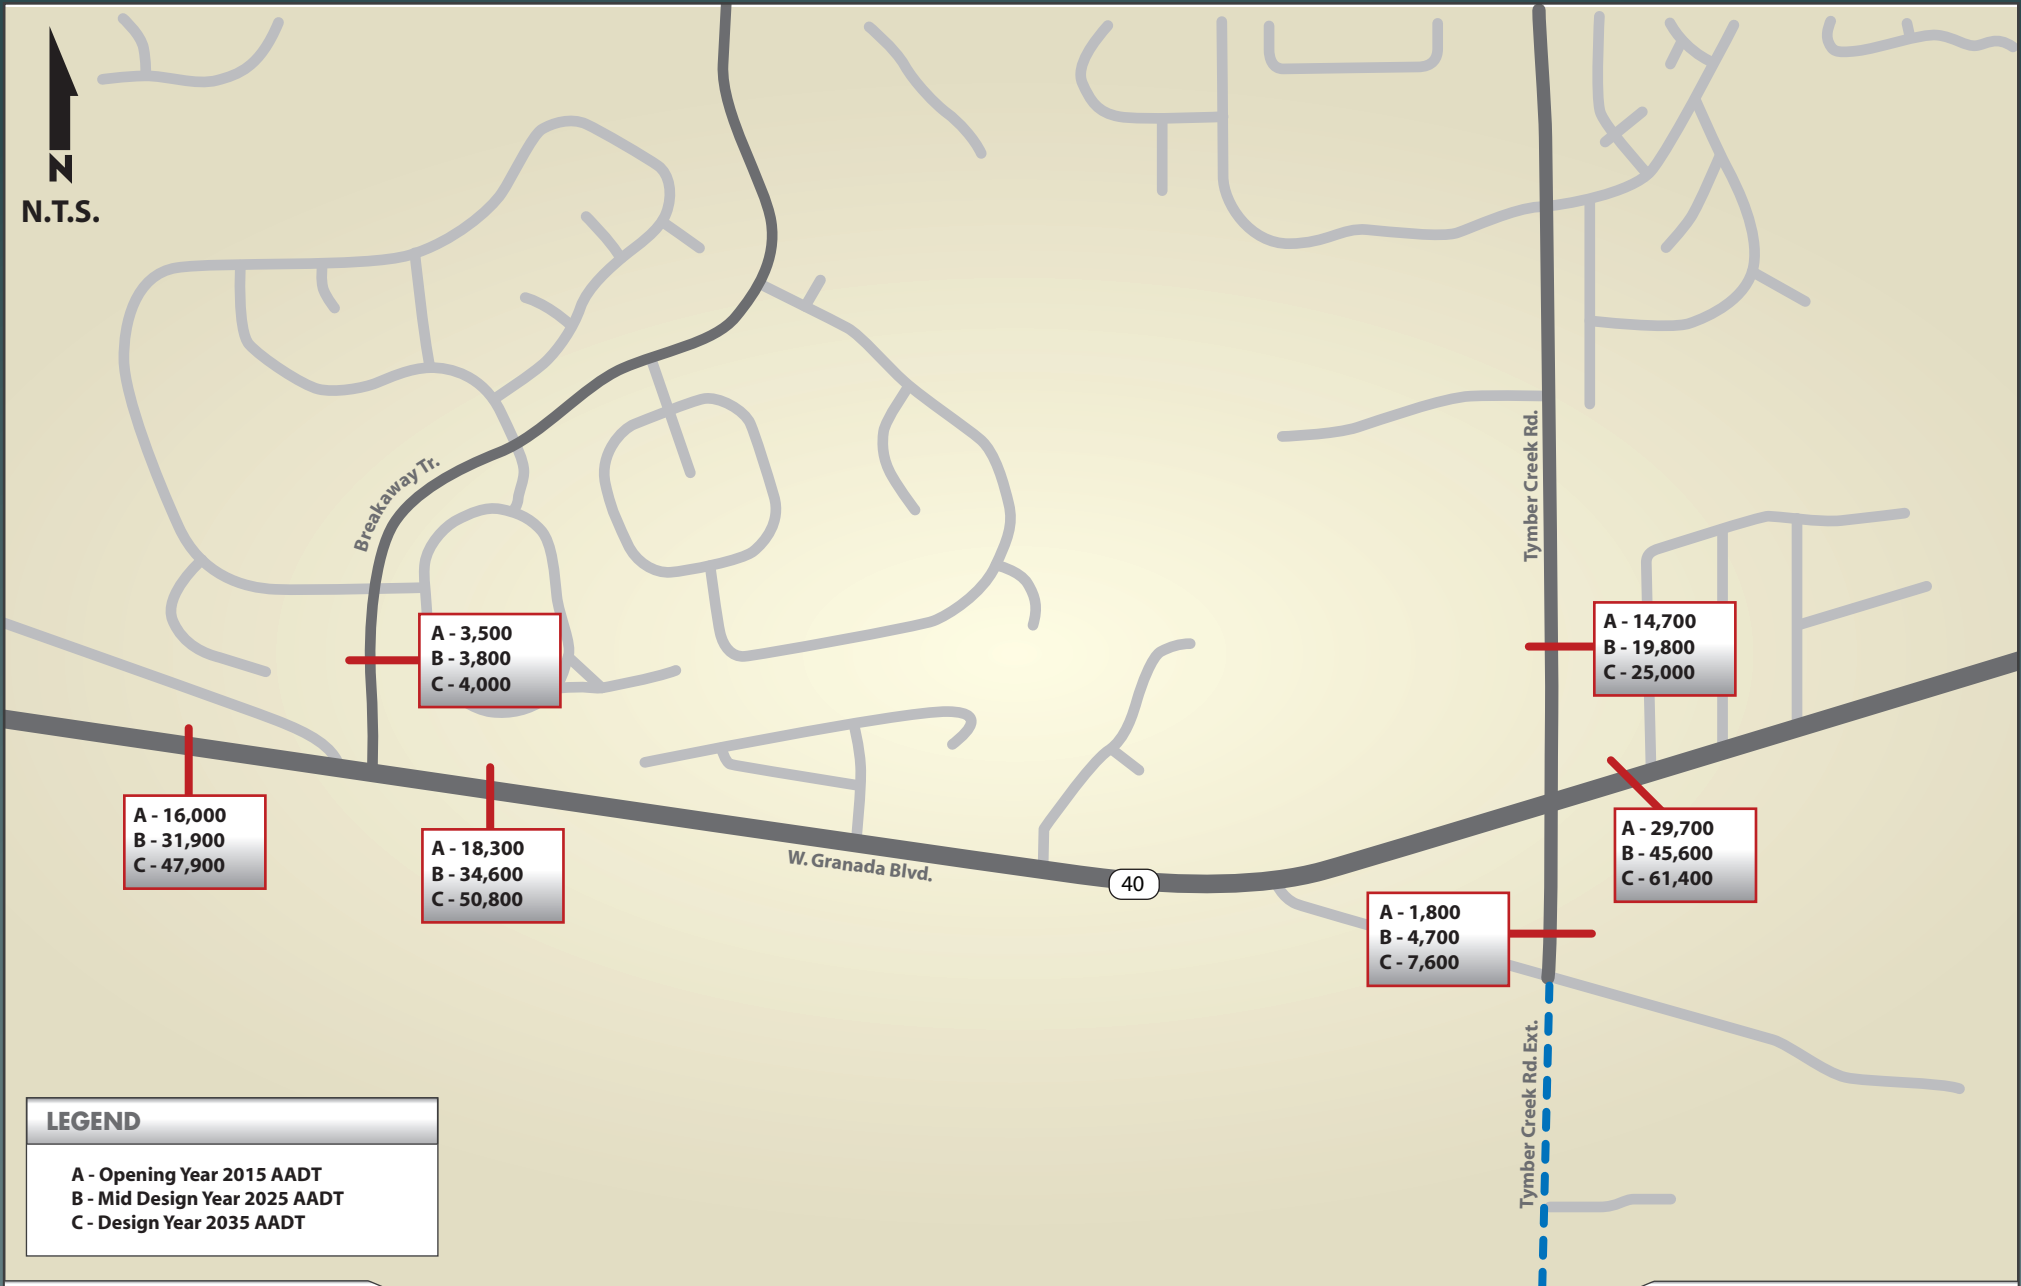 N
N.T.S.
Breakaway Tr.
Tymber Creek Rd.
A - 3,500
B - 3,800
C - 4,000
A - 14,700
B - 19,800
C - 25,000
A - 16,000
B - 31,900
C - 47,900
A - 18,300
B - 34,600
C - 50,800
W. Granada Blvd.
40
A - 29,700
B - 45,600
C - 61,400
A - 1,800
B - 4,700
C - 7,600
Tymber Creek Rd. Ext.
LEGEND
A - Opening Year 2015 AADT
B - Mid Design Year 2025 AADT
C - Design Year 2035 AADT